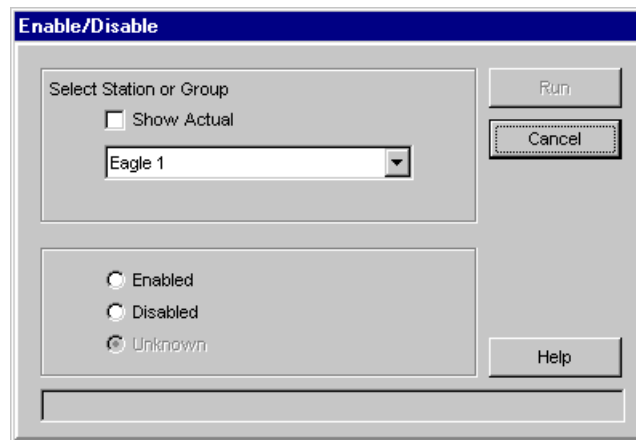 Enable/Disable
Select Station or Group
Show Actual
Eagle 1
Run
Cancel
Enabled
Disabled
Unknown
Help